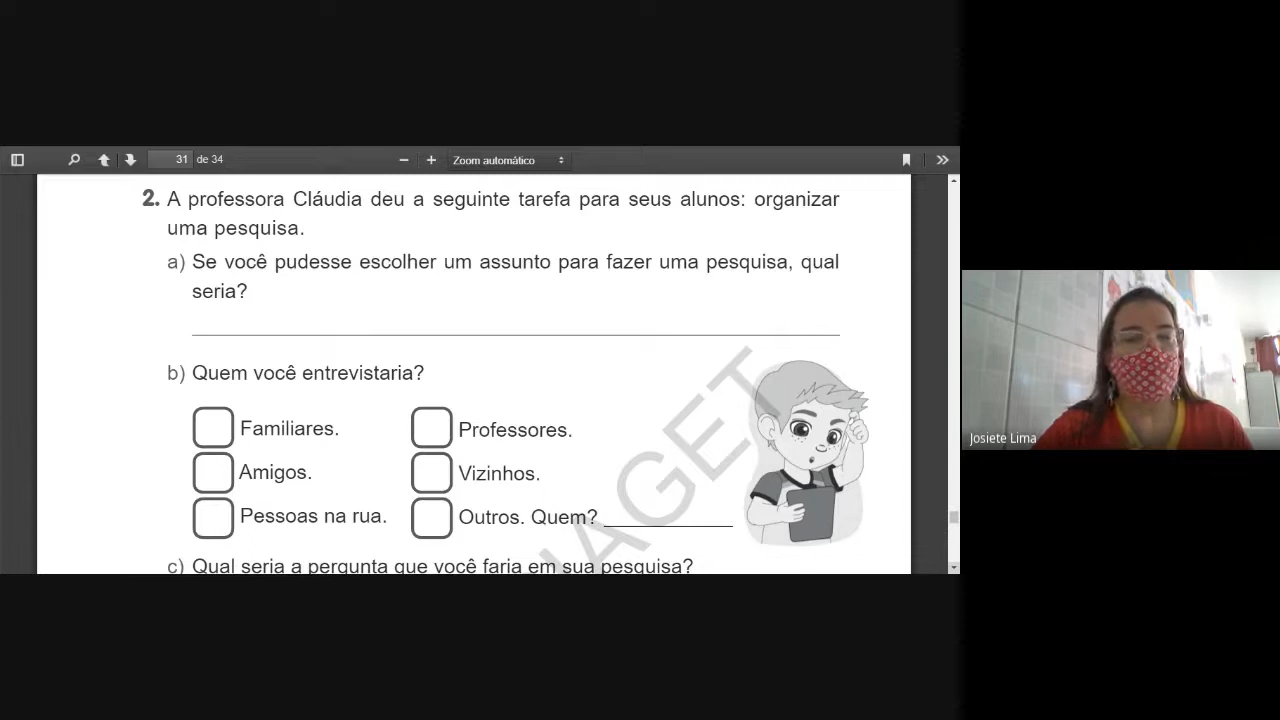 31 de 34
Zoom automático
2. A professora Cláudia deu a seguinte tarefa para seus alunos: organizar
uma pesquisa.
a) Se você pudesse escolher um assunto para fazer uma pesquisa, qual
seria?
b) Quem você entrevistaria?
Familiares. Professores.
Amigos. Vizinhos.
Pessoas na rua. Outros. Quem?
c) Qual seria a pergunta que você faria em sua pesquisa?
IAGET
Josiete Lima